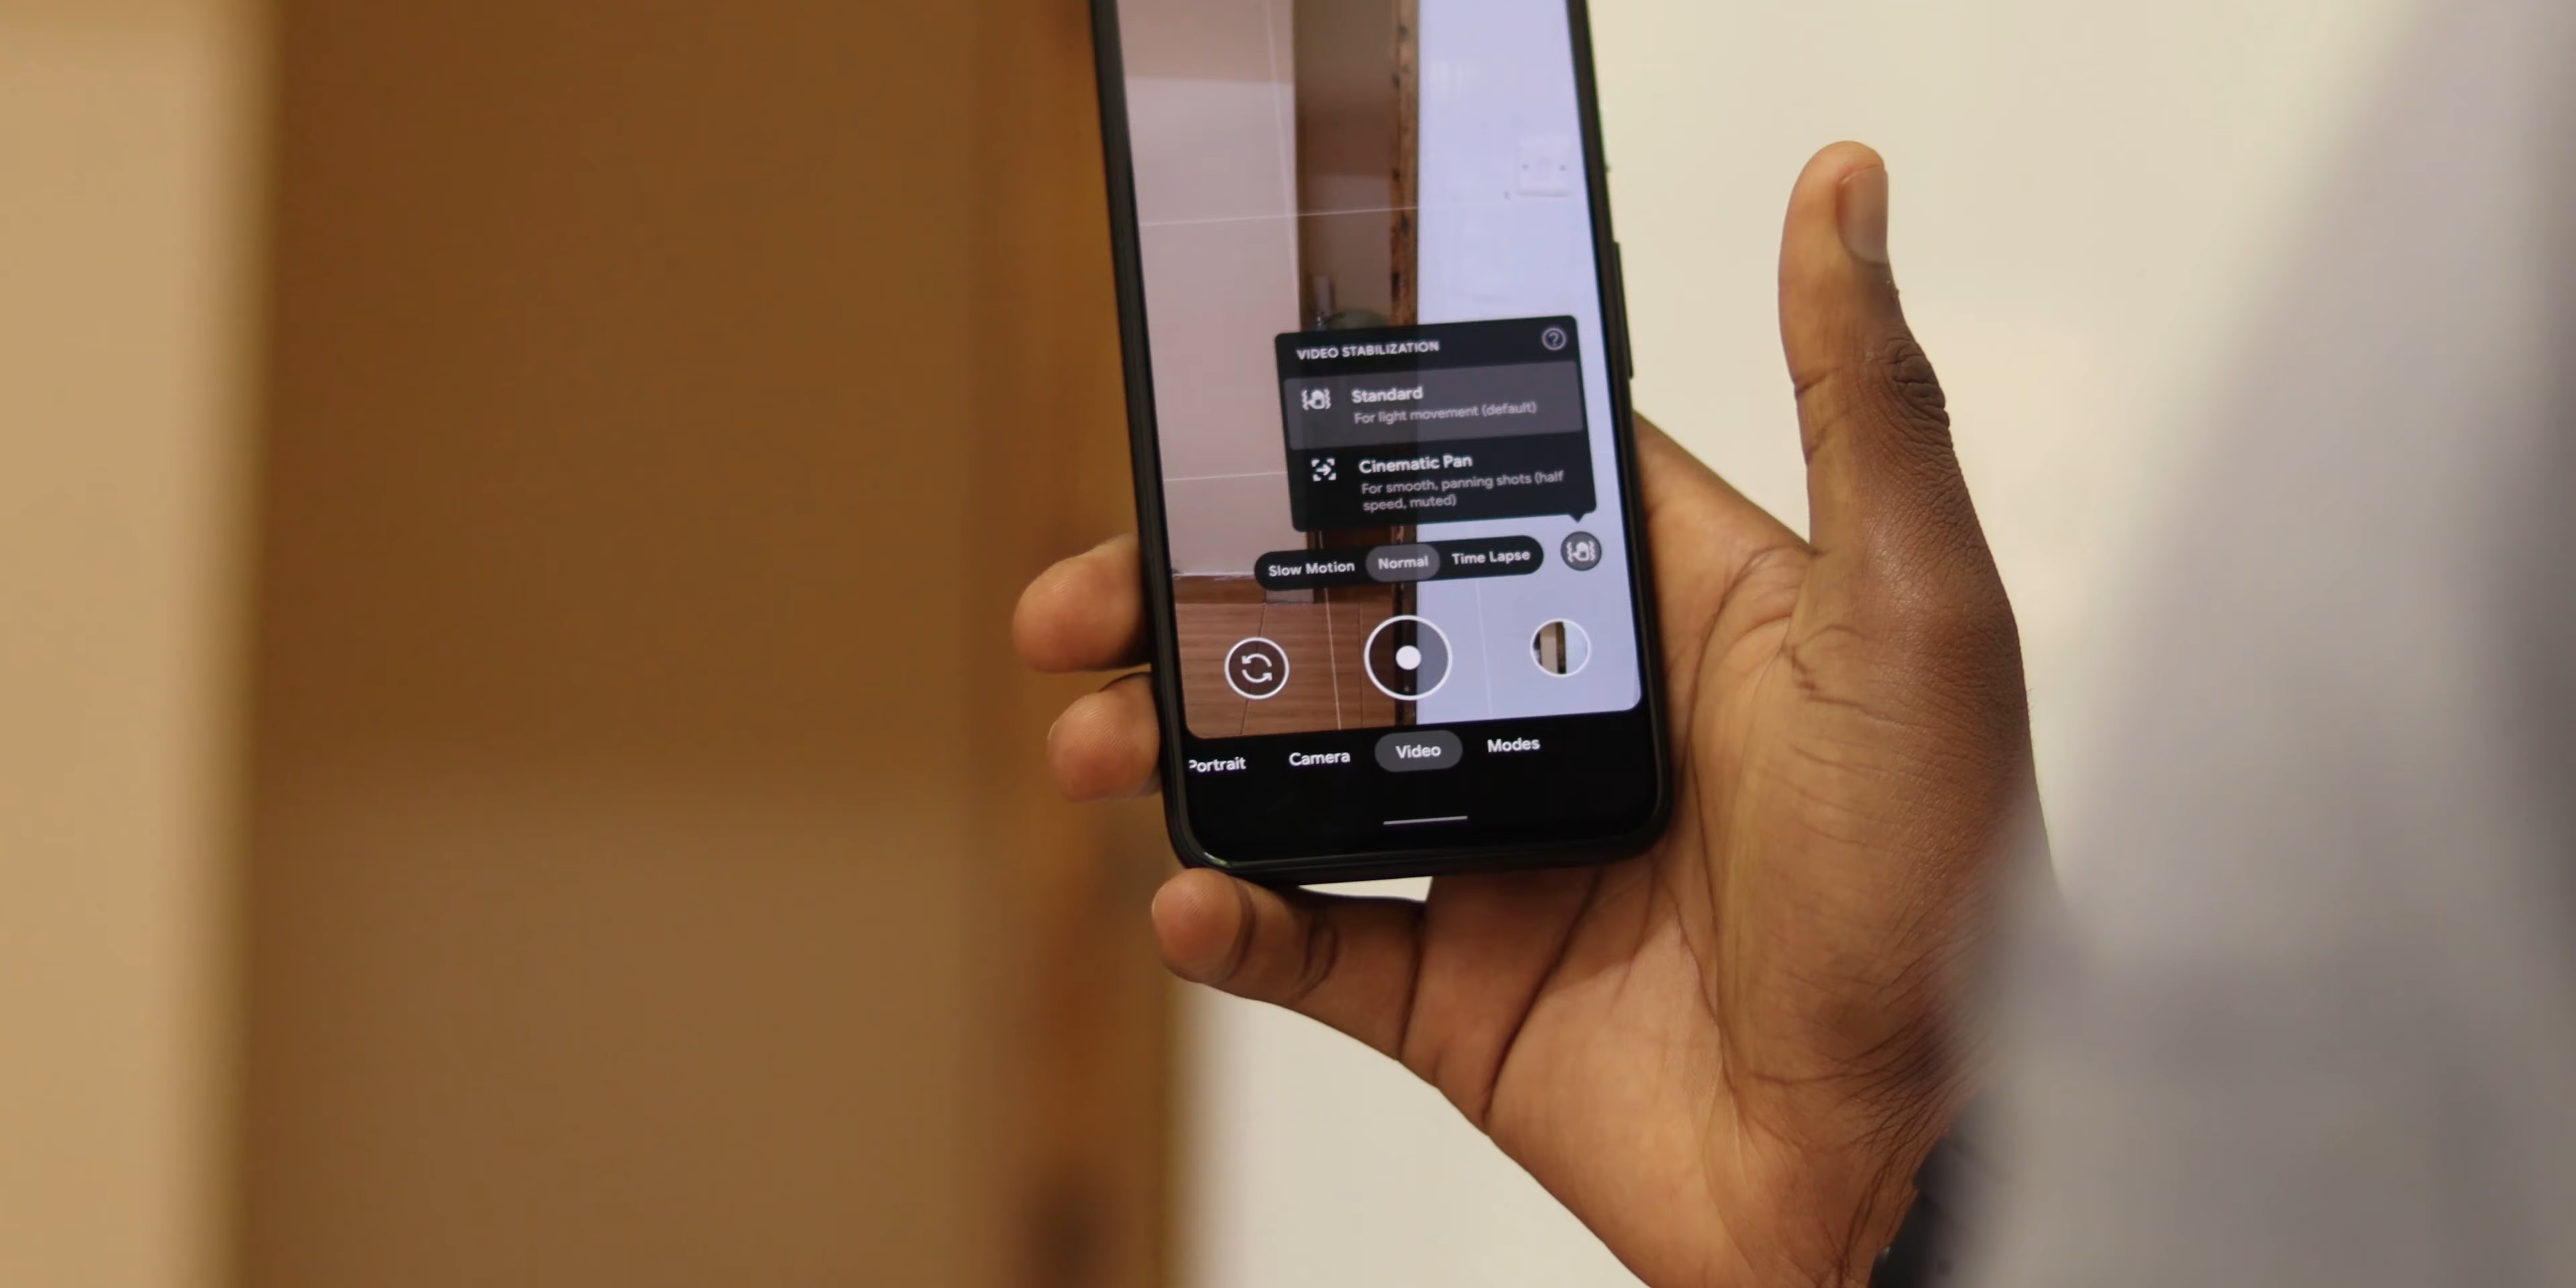 VIDEO STABILIZATION
Standard
For light movement (default)
Cinematic Pan
For smooth, panning shots (half
speed, muted)
Slow Motion Normal Time Lapse
Portrait Camera Video Modes